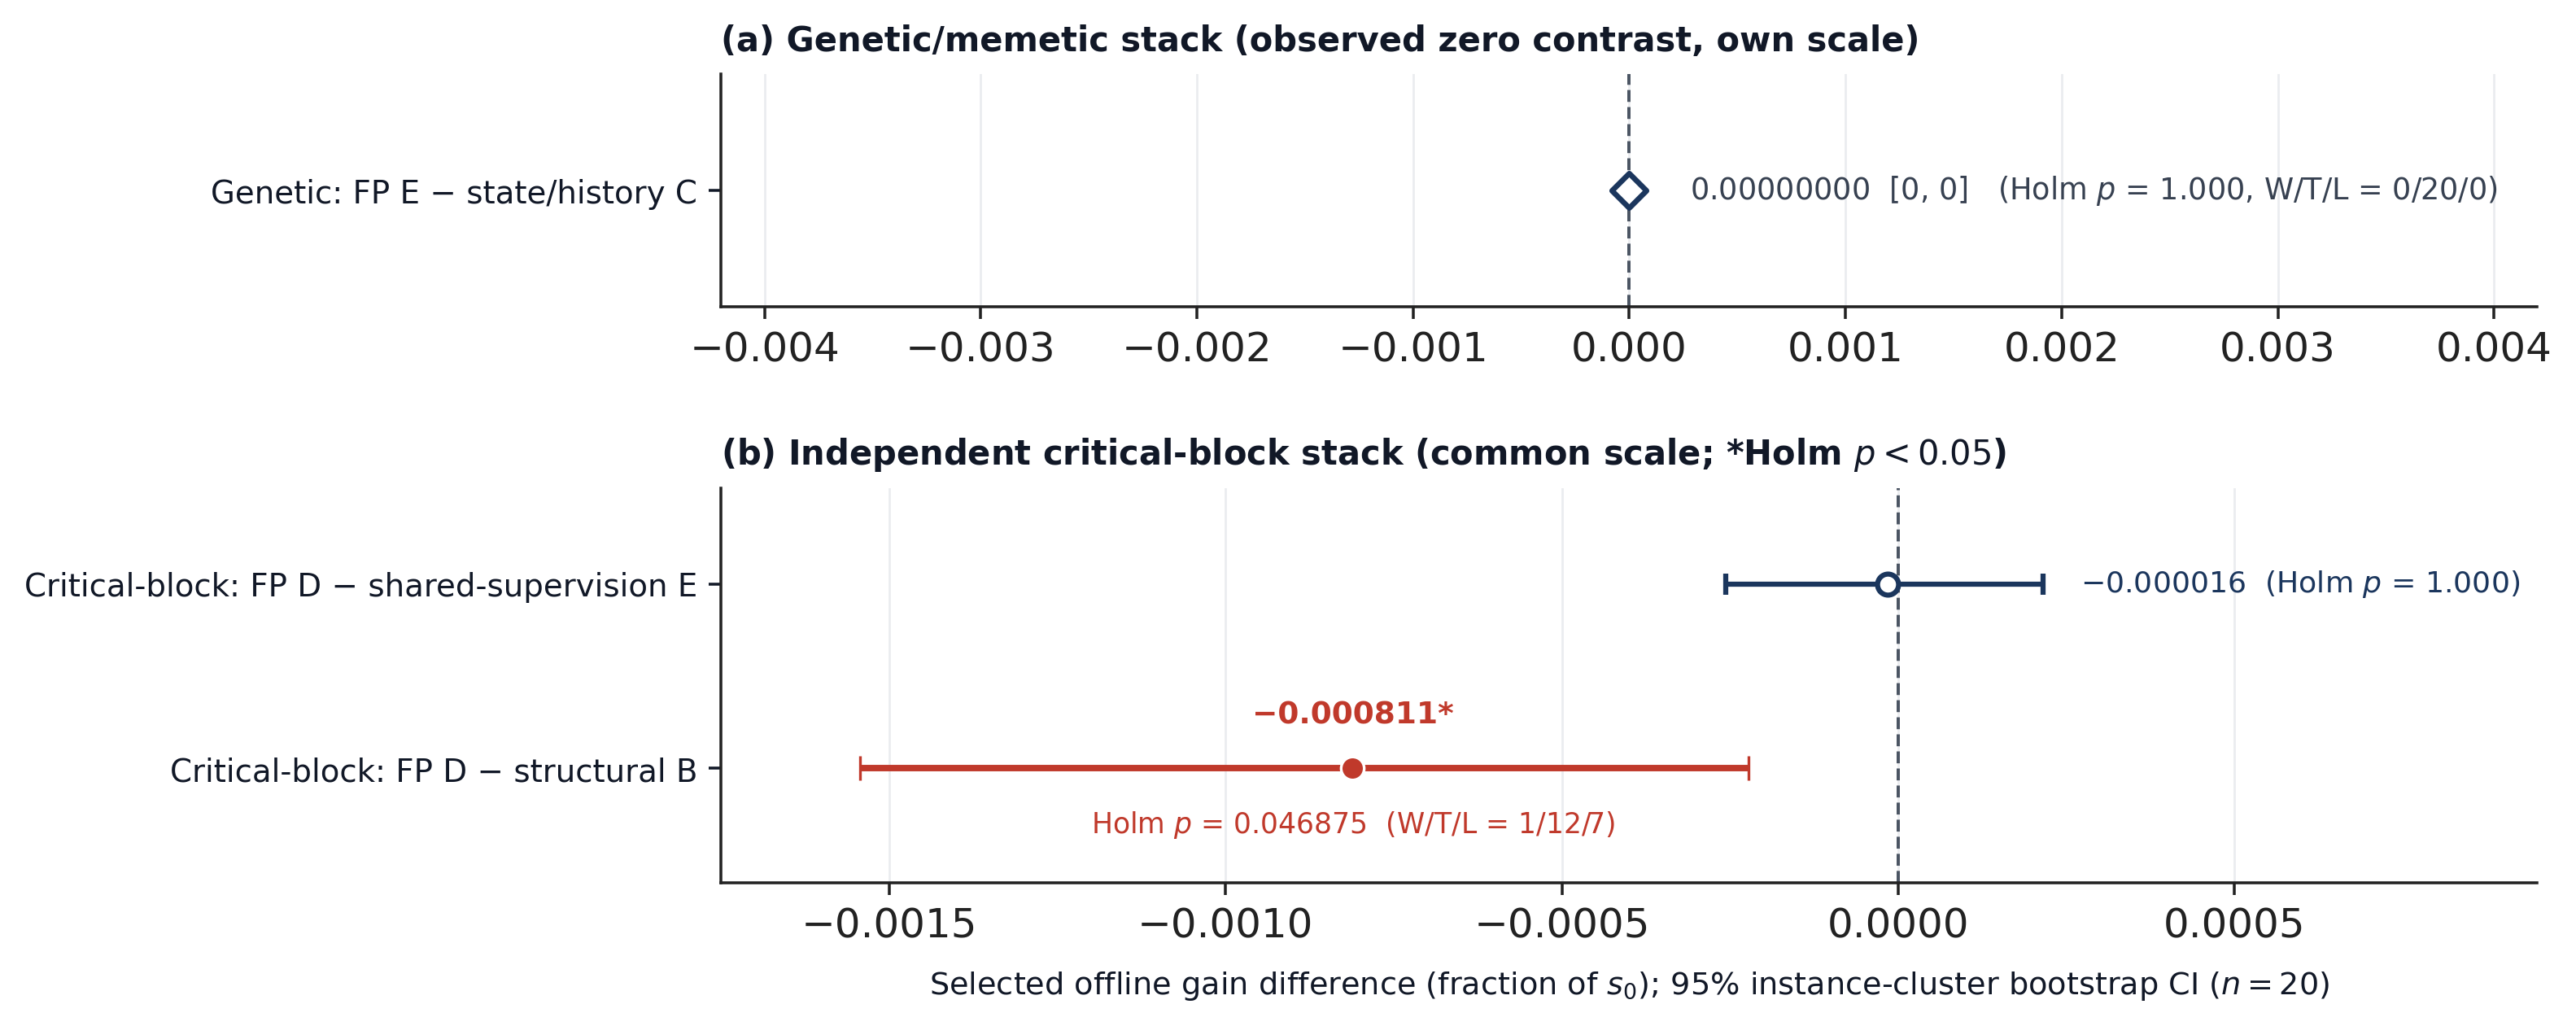 (a) Genetic/memetic stack (observed zero contrast, own scale)
Genetic: FP E − state/history C
0.00000000 [0, 0] (Holm p = 1.000, W/T/L = 0/20/0)
−0.004 −0.003 −0.002 −0.001 0.000 0.001 0.002 0.003 0.004
(b) Independent critical-block stack (common scale; *Holm p < 0.05)
Critical-block: FP D − shared-supervision E
−0.000016 (Holm p = 1.000)
−0.000811*
Critical-block: FP D − structural B
Holm p = 0.046875 (W/T/L = 1/12/7)
−0.0015 −0.0010 −0.0005 0.0000 0.0005
Selected offline gain difference (fraction of s₀); 95% instance-cluster bootstrap CI (n = 20)